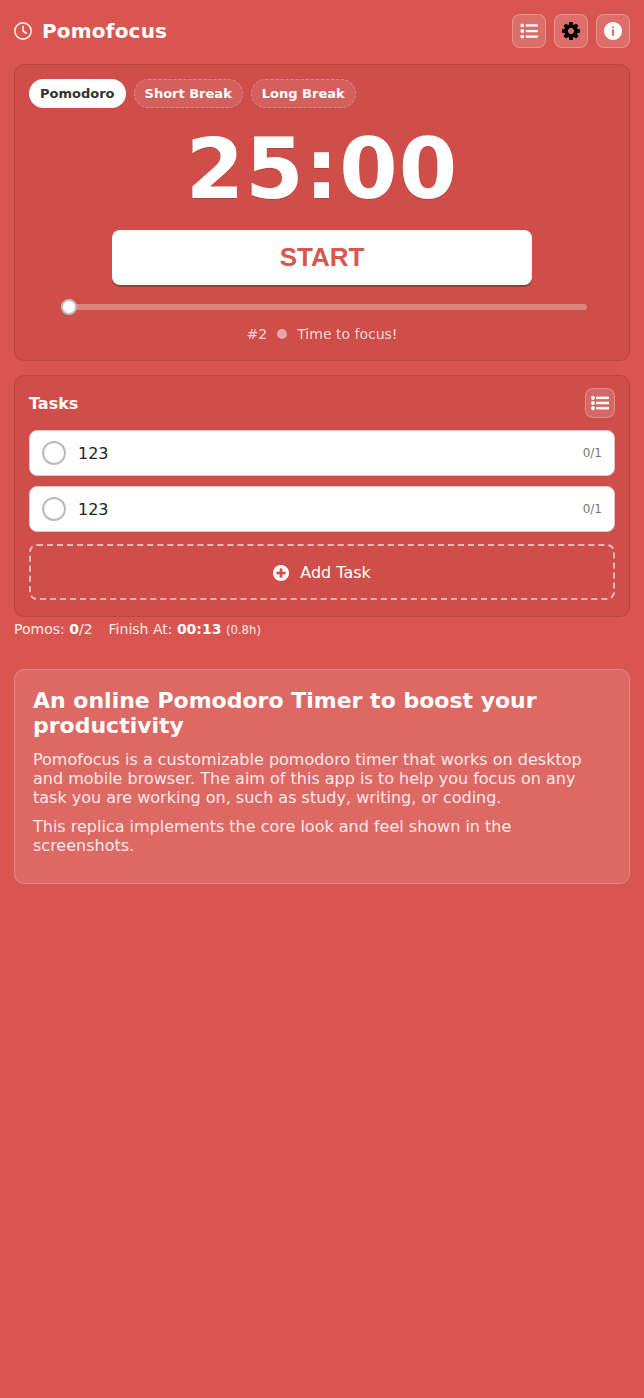 Pomofocus
Pomodoro Short Break Long Break
25:00
START
#2 Time to focus!
Tasks
123 0/1
123 0/1
Add Task
Pomos: 0/2 Finish At: 00:13 (0.8h)
An online Pomodoro Timer to boost your
productivity
Pomofocus is a customizable pomodoro timer that works on desktop
and mobile browser. The aim of this app is to help you focus on any
task you are working on, such as study, writing, or coding.
This replica implements the core look and feel shown in the
screenshots.